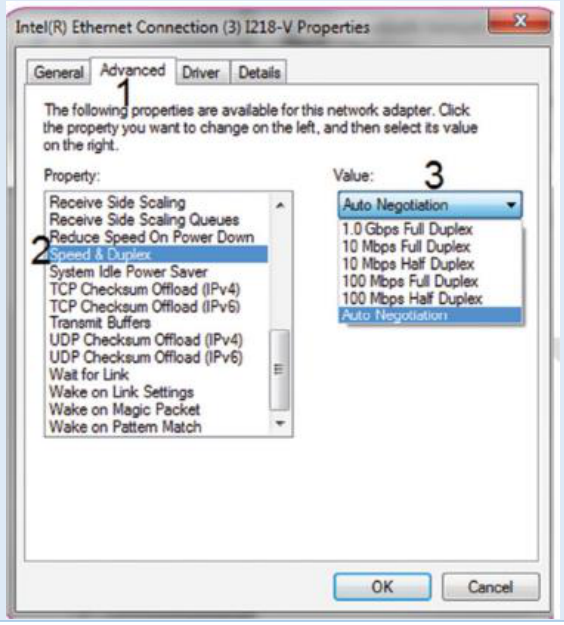 Intel(R) Ethernet Connection (3) I218-V Properties
X
General Advanced Driver Details
1
The following properties are available for this network adapter. Click
the property you want to change on the left, and then select its value
on the right.
Property:
Value:
3
Receive Side Scaling
Receive Side Scaling Queues
Reduce Speed On Power Down
2
Speed & Duplex
System Idle Power Saver
TCP Checksum Offload (IPv4)
TCP Checksum Offload (IPv6)
Transmit Buffers
UDP Checksum Offload (IPv4)
UDP Checksum Offload (IPv6)
Wait for Link
Wake on Link Settings
Wake on Magic Packet
Wake on Pattern Match
Auto Negotiation
1.0 Gbps Full Duplex
10 Mbps Full Duplex
10 Mbps Half Duplex
100 Mbps Full Duplex
100 Mbps Half Duplex
Auto Negotiation
OK
Cancel